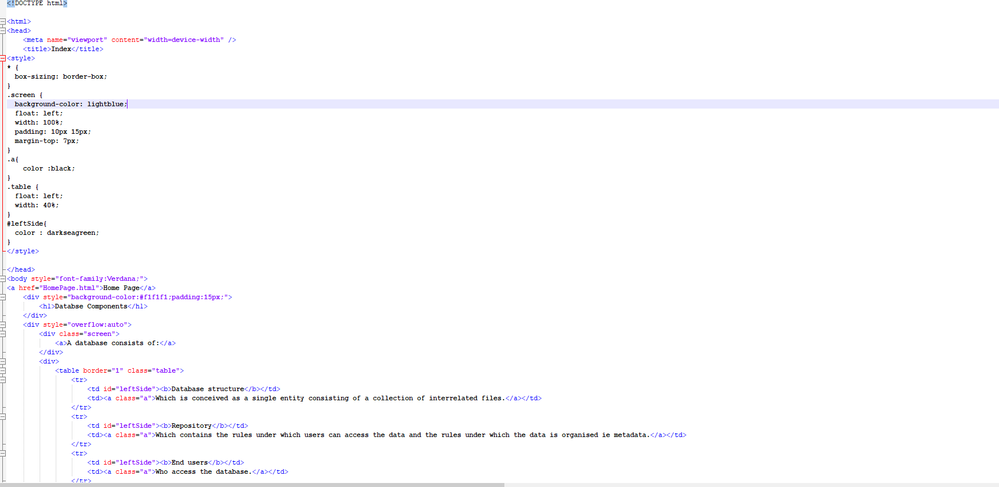 <!DOCTYPE html>
<html>
<head>
<meta name="viewport" content="width=device-width" />
<title>Index</title>
<style>
* {
box-sizing: border-box;
}
.screen {
background-color: lightblue;
float: left;
width: 100%;
padding: 10px 15px;
margin-top: 7px;
}
.a{
color :black;
}
.table {
float: left;
width: 40%;
}
#leftSide{
color : darkseagreen;
}
</style>
</head>
<body style="font-family:Verdana;">
<a href="HomePage.html">Home Page</a>
<div style="background-color:#f1f1f1;padding:15px;">
<h1>Databse Components</h1>
</div>
<div style="overflow:auto">
<div class="screen">
<a>A database consists of:</a>
</div>
<div>
<table border="1" class="table">
<tr>
<td id="leftSide"><b>Database structure</b></td>
<td><a class="a">Which is conceived as a single entity consisting of a collection of interrelated files.</a></td>
</tr>
<tr>
<td id="leftSide"><b>Repository</b></td>
<td><a class="a">Which contains the rules under which users can access the data and the rules under which the data is organised ie metadata.</a></td>
</tr>
<tr>
<td id="leftSide"><b>End users</b></td>
<td><a class="a">Who access the database.</a></td>
</tr>